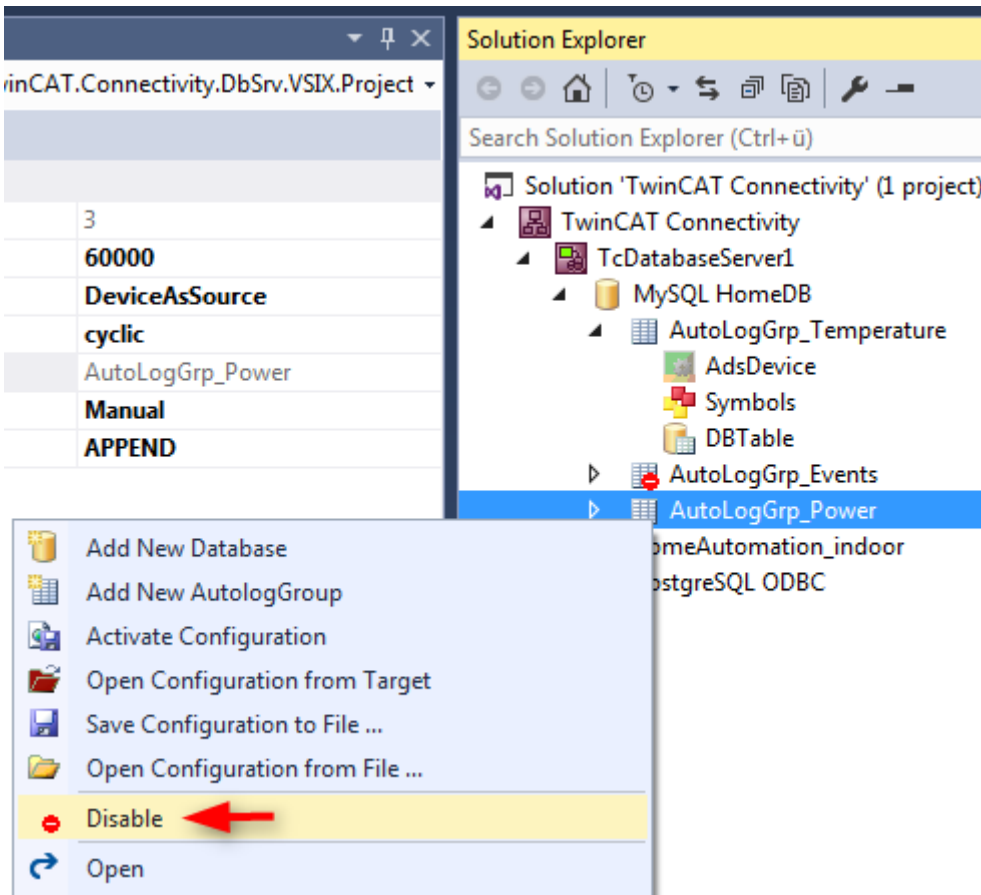 Solution Explorer
inCAT.Connectivity.DbSrv.VSIX.Project
Search Solution Explorer (Ctrl+ü)
Solution 'TwinCAT Connectivity' (1 project)
TwinCAT Connectivity
TcDatabaseServer1
MySQL HomeDB
AutoLogGrp_Temperature
AdsDevice
Symbols
DBTable
AutoLogGrp_Events
AutoLogGrp_Power
omeAutomation_indoor
ostgreSQL ODBC
3
60000
DeviceAsSource
cyclic
AutoLogGrp_Power
Manual
APPEND
Add New Database
Add New AutologGroup
Activate Configuration
Open Configuration from Target
Save Configuration to File ...
Open Configuration from File ...
Disable
Open